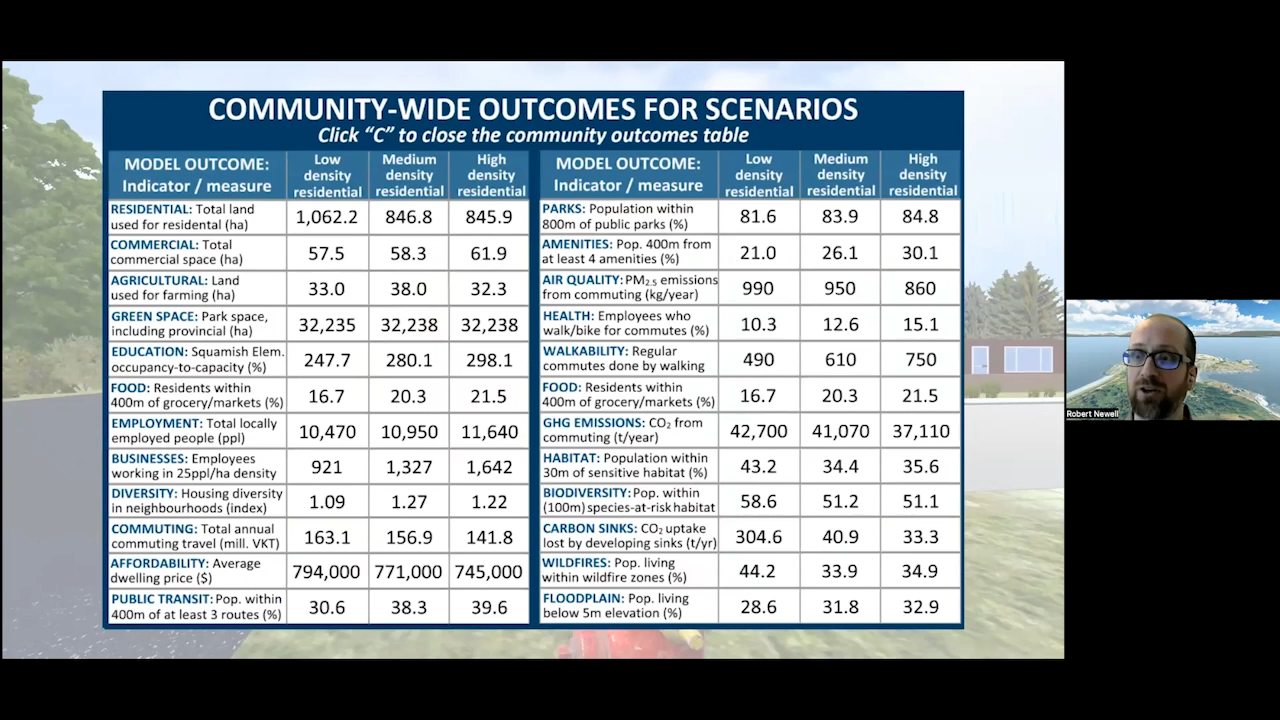 COMMUNITY-WIDE OUTCOMES FOR SCENARIOS
Click “C” to close the community outcomes table
MODEL OUTCOME:
Indicator / measure
Low
density
residential
Medium
density
residential
High
density
residential
RESIDENTIAL: Total land
used for residential (ha)
1,062.2
846.8
845.9
COMMERCIAL: Total
commercial space (ha)
57.5
58.3
61.9
AGRICULTURAL: Land
used for farming (ha)
33.0
38.0
32.3
GREEN SPACE: Park space,
including provincial (ha)
32,235
32,238
32,238
EDUCATION: Squamish Elem.
occupancy-to-capacity (%)
247.7
280.1
298.1
FOOD: Residents within
400m of grocery/markets (%)
16.7
20.3
21.5
EMPLOYMENT: Total locally
employed people (ppl)
10,470
10,950
11,640
BUSINESSES: Employees
working in 25ppl/ha density
921
1,327
1,642
DIVERSITY: Housing diversity
in neighbourhoods (index)
1.09
1.27
1.22
COMMUTING: Total annual
commuting travel (mill. VKT)
163.1
156.9
141.8
AFFORDABILITY: Average
dwelling price ($)
794,000
771,000
745,000
PUBLIC TRANSIT: Pop. within
400m of at least 3 routes (%)
30.6
38.3
39.6
MODEL OUTCOME:
Indicator / measure
Low
density
residential
Medium
density
residential
High
density
residential
PARKS: Population within
800m of public parks (%)
81.6
83.9
84.8
AMENITIES: Pop. 400m from
at least 4 amenities (%)
21.0
26.1
30.1
AIR QUALITY: PM2.5 emissions
from commuting (kg/year)
990
950
860
HEALTH: Employees who
walk/bike for commutes (%)
10.3
12.6
15.1
WALKABILITY: Regular
commutes done by walking
490
610
750
FOOD: Residents within
400m of grocery/markets (%)
16.7
20.3
21.5
GHG EMISSIONS: CO2 from
commuting (t/year)
42,700
41,070
37,110
HABITAT: Population within
30m of sensitive habitat (%)
43.2
34.4
35.6
BIODIVERSITY: Pop. within
(100m) species-at-risk habitat
58.6
51.2
51.1
CARBON SINKS: CO2 uptake
lost by developing sinks (t/yr)
304.6
40.9
33.3
WILDFIRES: Pop. living
within wildfire zones (%)
44.2
33.9
34.9
FLOODPLAIN: Pop. living
below 5m elevation (%)
28.6
31.8
32.9
Robert Newell